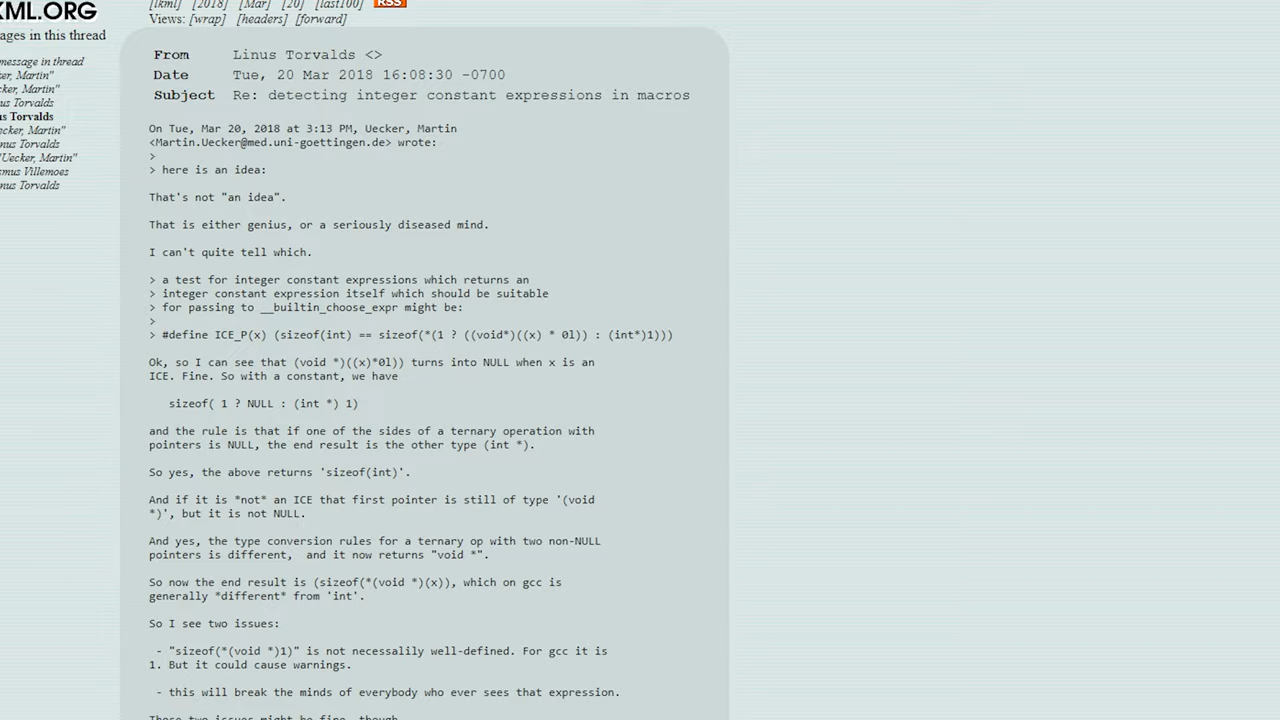 KML.ORG
[lkml] [2018] [Mar] [20] [last100] RSS
Views: [wrap] [headers] [forward]
ages in this thread
message in thread
ker, Martin"
cker, Martin"
us Torvalds
s Torvalds
ker, Martin"
nus Torvalds
"Uecker, Martin"
smus Villemoes
nus Torvalds
From Linus Torvalds <>
Date Tue, 20 Mar 2018 16:08:30 -0700
Subject Re: detecting integer constant expressions in macros
On Tue, Mar 20, 2018 at 3:13 PM, Uecker, Martin
<Martin.Uecker@med.uni-goettingen.de> wrote:
>
> here is an idea:
That's not "an idea".
That is either genius, or a seriously diseased mind.
I can't quite tell which.
> a test for integer constant expressions which returns an
> integer constant expression itself which should be suitable
> for passing to __builtin_choose_expr might be:
>
> #define ICE_P(x) (sizeof(int) == sizeof(*(1 ? ((void*)((x) * 0l)) : (int*)1)))
Ok, so I can see that (void *)((x)*0l)) turns into NULL when x is an
ICE. Fine. So with a constant, we have
sizeof( 1 ? NULL : (int *) 1)
and the rule is that if one of the sides of a ternary operation with
pointers is NULL, the end result is the other type (int *).
So yes, the above returns 'sizeof(int)'.
And if it is *not* an ICE that first pointer is still of type '(void
*)', but it is not NULL.
And yes, the type conversion rules for a ternary op with two non-NULL
pointers is different, and it now returns "void *".
So now the end result is (sizeof(*(void *)(x)), which on gcc is
generally *different* from 'int'.
So I see two issues:
- "sizeof(*(void *)1)" is not necessalily well-defined. For gcc it is
1. But it could cause warnings.
- this will break the minds of everybody who ever sees that expression.
Those two issues might be fine, though.